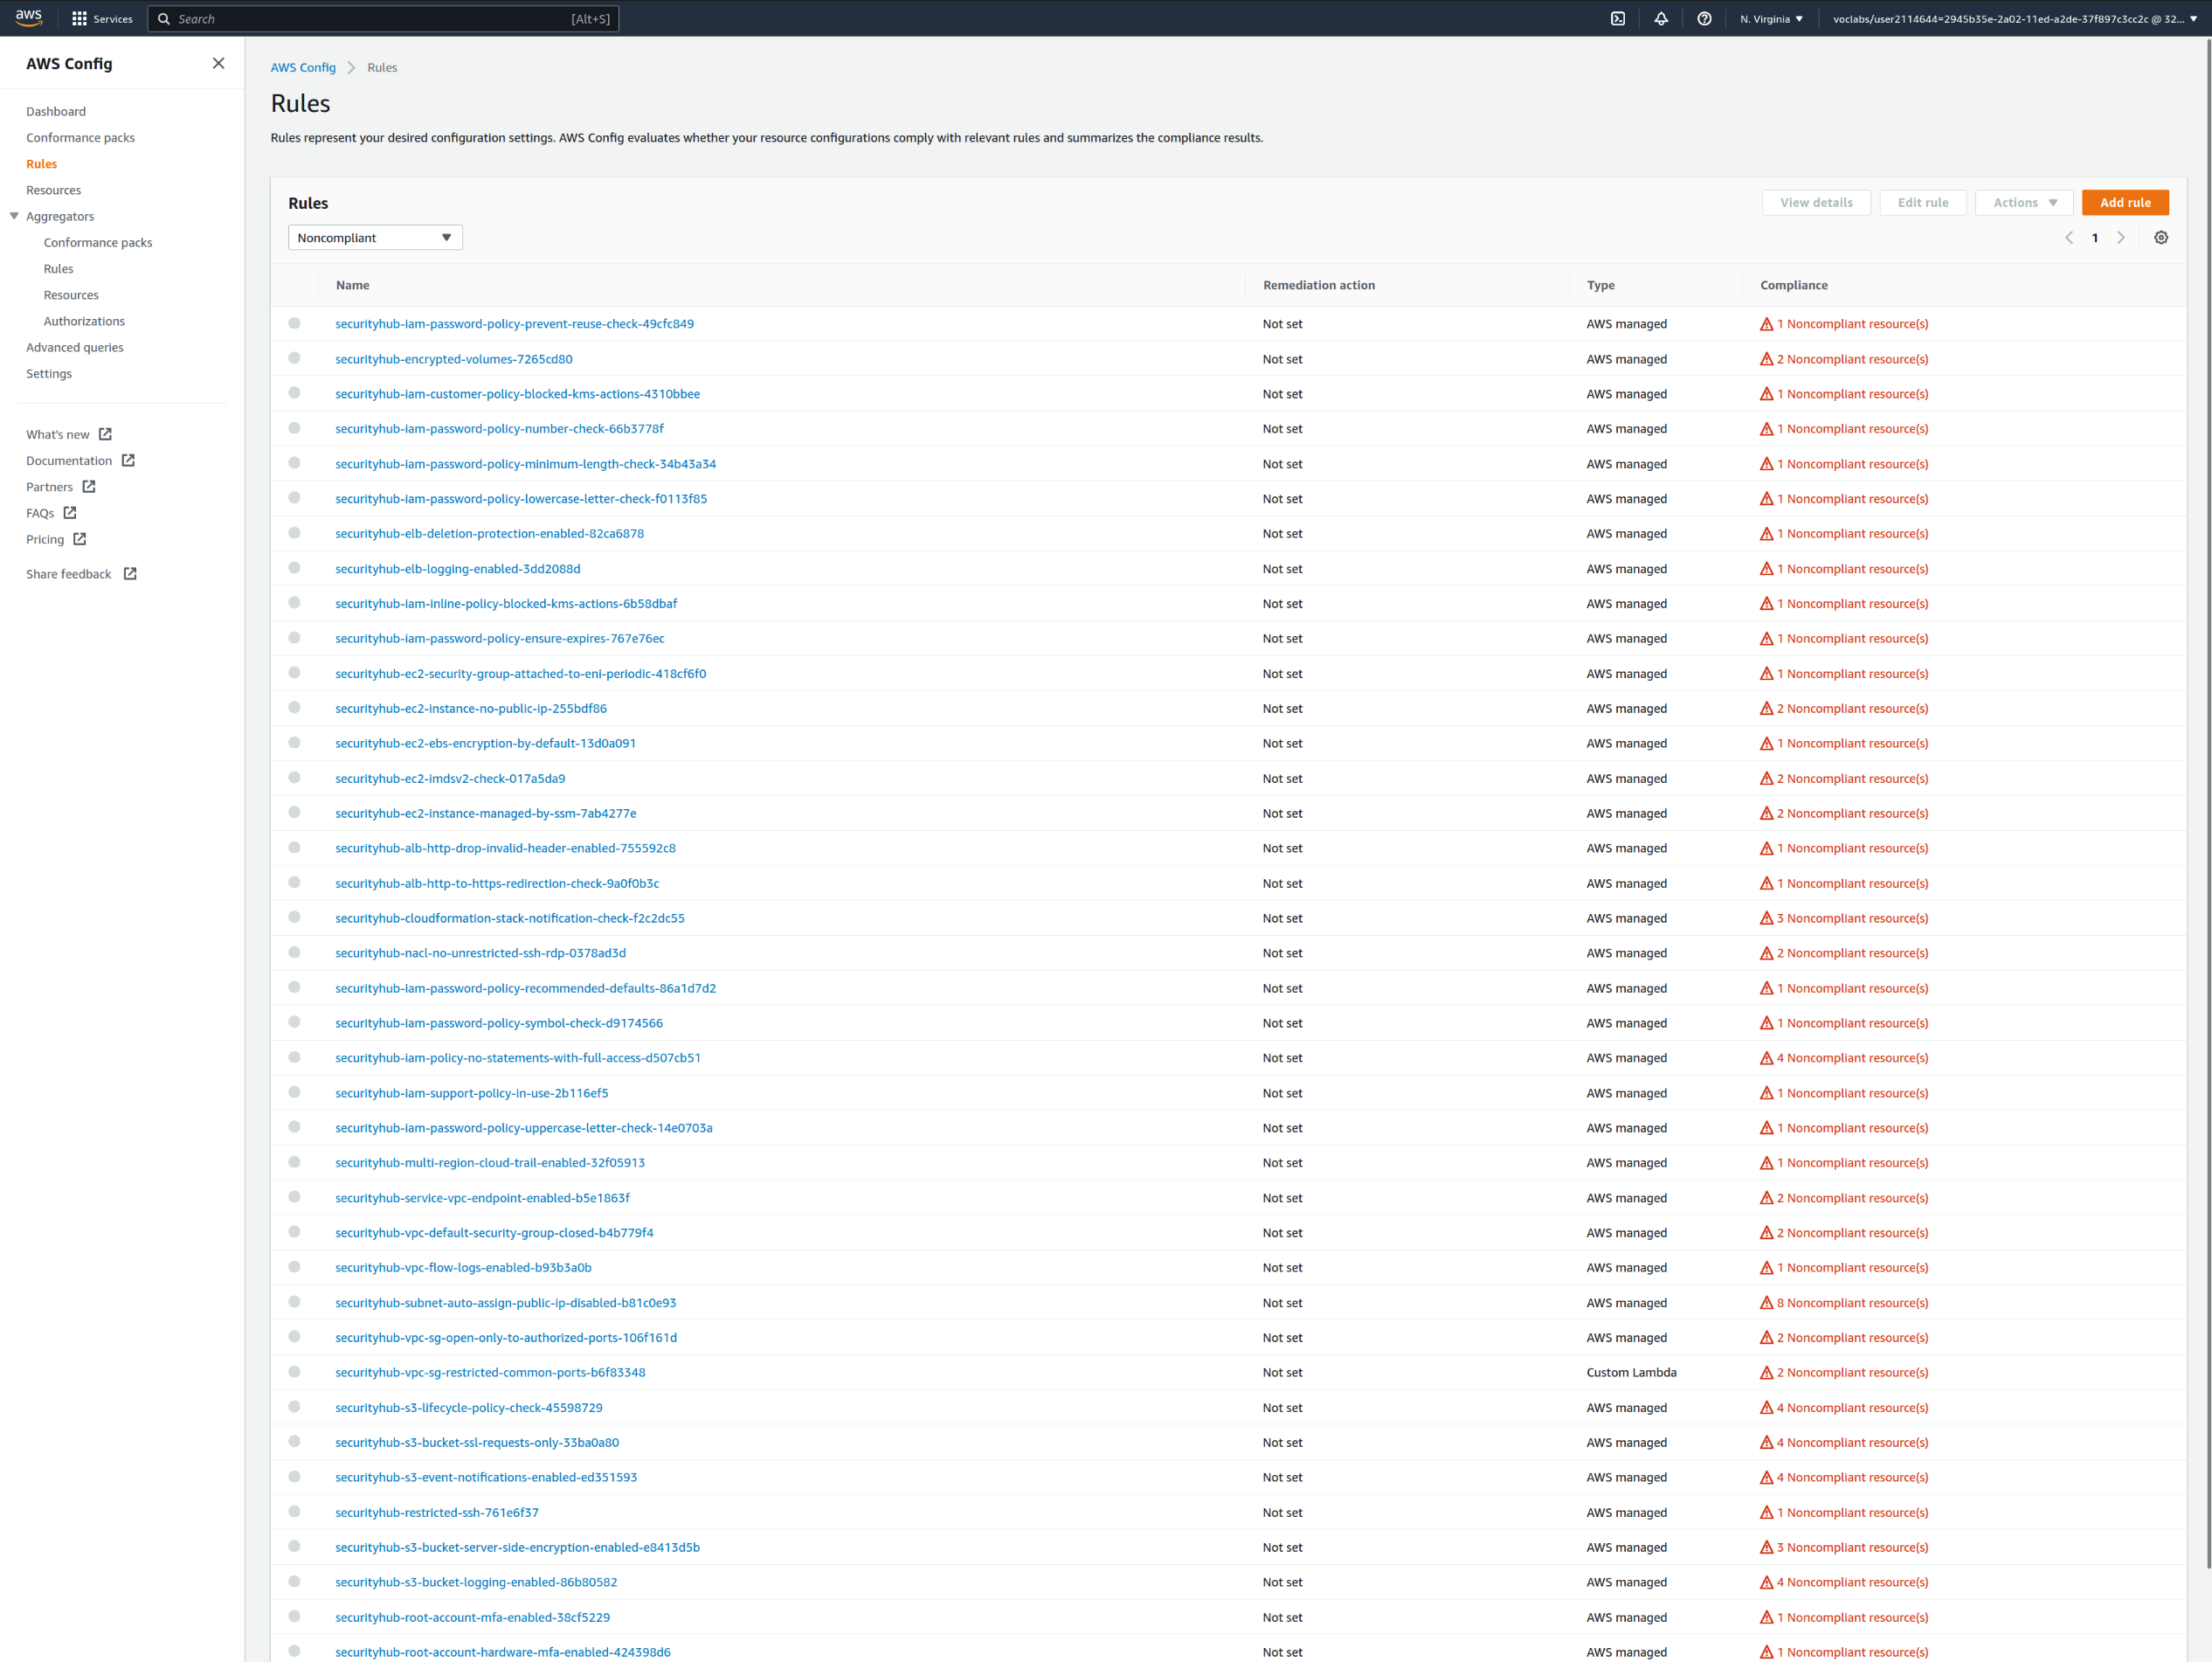 aws Services Search [Alt+S] N. Virginia voclabs/user2114644=2945b35e-2a02-11ed-a2de-37f897c3cc2c @ 32...
AWS Config
Dashboard
Conformance packs
Rules
Resources
Aggregators
Conformance packs
Rules
Resources
Authorizations
Advanced queries
Settings
What's new
Documentation
Partners
FAQs
Pricing
Share feedback
AWS Config Rules
Rules
Rules represent your desired configuration settings. AWS Config evaluates whether your resource configurations comply with relevant rules and summarizes the compliance results.
Rules View details Edit rule Actions Add rule
Noncompliant 1
Name Remediation action Type Compliance
securityhub-iam-password-policy-prevent-reuse-check-49cfc849 Not set AWS managed 1 Noncompliant resource(s)
securityhub-encrypted-volumes-7265cd80 Not set AWS managed 2 Noncompliant resource(s)
securityhub-iam-customer-policy-blocked-kms-actions-4310bbee Not set AWS managed 1 Noncompliant resource(s)
securityhub-iam-password-policy-number-check-66b3778f Not set AWS managed 1 Noncompliant resource(s)
securityhub-iam-password-policy-minimum-length-check-34b43a34 Not set AWS managed 1 Noncompliant resource(s)
securityhub-iam-password-policy-lowercase-letter-check-f0113f85 Not set AWS managed 1 Noncompliant resource(s)
securityhub-elb-deletion-protection-enabled-82ca6878 Not set AWS managed 1 Noncompliant resource(s)
securityhub-elb-logging-enabled-3dd2088d Not set AWS managed 1 Noncompliant resource(s)
securityhub-iam-inline-policy-blocked-kms-actions-6b58dbaf Not set AWS managed 1 Noncompliant resource(s)
securityhub-iam-password-policy-ensure-expires-767e76ec Not set AWS managed 1 Noncompliant resource(s)
securityhub-ec2-security-group-attached-to-eni-periodic-418cf6f0 Not set AWS managed 1 Noncompliant resource(s)
securityhub-ec2-instance-no-public-ip-255bdf86 Not set AWS managed 2 Noncompliant resource(s)
securityhub-ec2-ebs-encryption-by-default-13d0a091 Not set AWS managed 1 Noncompliant resource(s)
securityhub-ec2-imdsv2-check-017a5da9 Not set AWS managed 2 Noncompliant resource(s)
securityhub-ec2-instance-managed-by-ssm-7ab4277e Not set AWS managed 2 Noncompliant resource(s)
securityhub-alb-http-drop-invalid-header-enabled-755592c8 Not set AWS managed 1 Noncompliant resource(s)
securityhub-alb-http-to-https-redirection-check-9a0f0b3c Not set AWS managed 1 Noncompliant resource(s)
securityhub-cloudformation-stack-notification-check-f2c2dc55 Not set AWS managed 3 Noncompliant resource(s)
securityhub-nacl-no-unrestricted-ssh-rdp-0378ad3d Not set AWS managed 2 Noncompliant resource(s)
securityhub-iam-password-policy-recommended-defaults-86a1d7d2 Not set AWS managed 1 Noncompliant resource(s)
securityhub-iam-password-policy-symbol-check-d9174566 Not set AWS managed 1 Noncompliant resource(s)
securityhub-iam-policy-no-statements-with-full-access-d507cb51 Not set AWS managed 4 Noncompliant resource(s)
securityhub-iam-support-policy-in-use-2b116ef5 Not set AWS managed 1 Noncompliant resource(s)
securityhub-iam-password-policy-uppercase-letter-check-14e0703a Not set AWS managed 1 Noncompliant resource(s)
securityhub-multi-region-cloud-trail-enabled-32f05913 Not set AWS managed 1 Noncompliant resource(s)
securityhub-service-vpc-endpoint-enabled-b5e1863f Not set AWS managed 2 Noncompliant resource(s)
securityhub-vpc-default-security-group-closed-b4b779f4 Not set AWS managed 2 Noncompliant resource(s)
securityhub-vpc-flow-logs-enabled-b93b3a0b Not set AWS managed 1 Noncompliant resource(s)
securityhub-subnet-auto-assign-public-ip-disabled-b81c0e93 Not set AWS managed 8 Noncompliant resource(s)
securityhub-vpc-sg-open-only-to-authorized-ports-106f161d Not set AWS managed 2 Noncompliant resource(s)
securityhub-vpc-sg-restricted-common-ports-b6f83348 Not set Custom Lambda 2 Noncompliant resource(s)
securityhub-s3-lifecycle-policy-check-45598729 Not set AWS managed 4 Noncompliant resource(s)
securityhub-s3-bucket-ssl-requests-only-33ba0a80 Not set AWS managed 4 Noncompliant resource(s)
securityhub-s3-event-notifications-enabled-ed351593 Not set AWS managed 4 Noncompliant resource(s)
securityhub-restricted-ssh-761e6f37 Not set AWS managed 1 Noncompliant resource(s)
securityhub-s3-bucket-server-side-encryption-enabled-e8413d5b Not set AWS managed 3 Noncompliant resource(s)
securityhub-s3-bucket-logging-enabled-86b80582 Not set AWS managed 4 Noncompliant resource(s)
securityhub-root-account-mfa-enabled-38cf5229 Not set AWS managed 1 Noncompliant resource(s)
securityhub-root-account-hardware-mfa-enabled-424398d6 Not set AWS managed 1 Noncompliant resource(s)